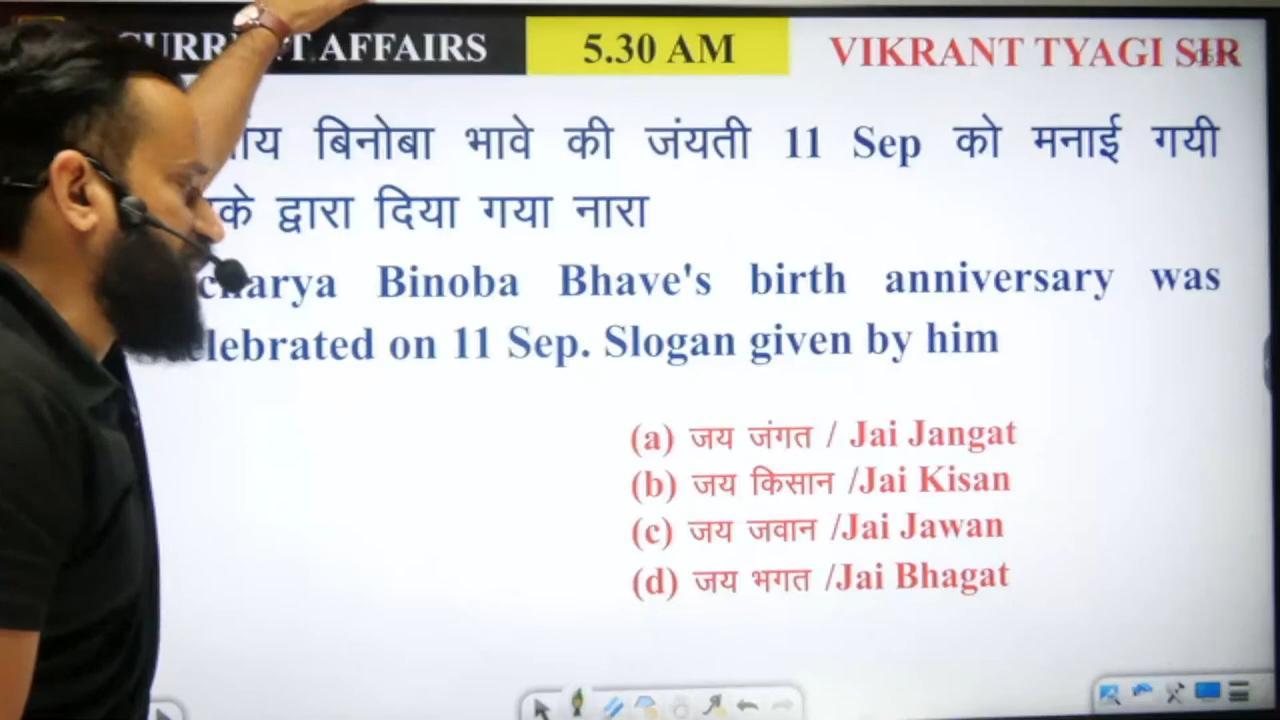 AFFAIRS
5.30 AM
VIKRANT TYAGI SIR
बिनोबा भावे की जंयती 11 Sep को मनाई गयी
द्वारा दिया गया नारा
Binoba Bhave's birth anniversary was
on 11 Sep. Slogan given by him
(a) जय जंगत / Jai Jangat
(b) जय किसान /Jai Kisan
(c) जय जवान /Jai Jawan
(d) जय भगत /Jai Bhagat